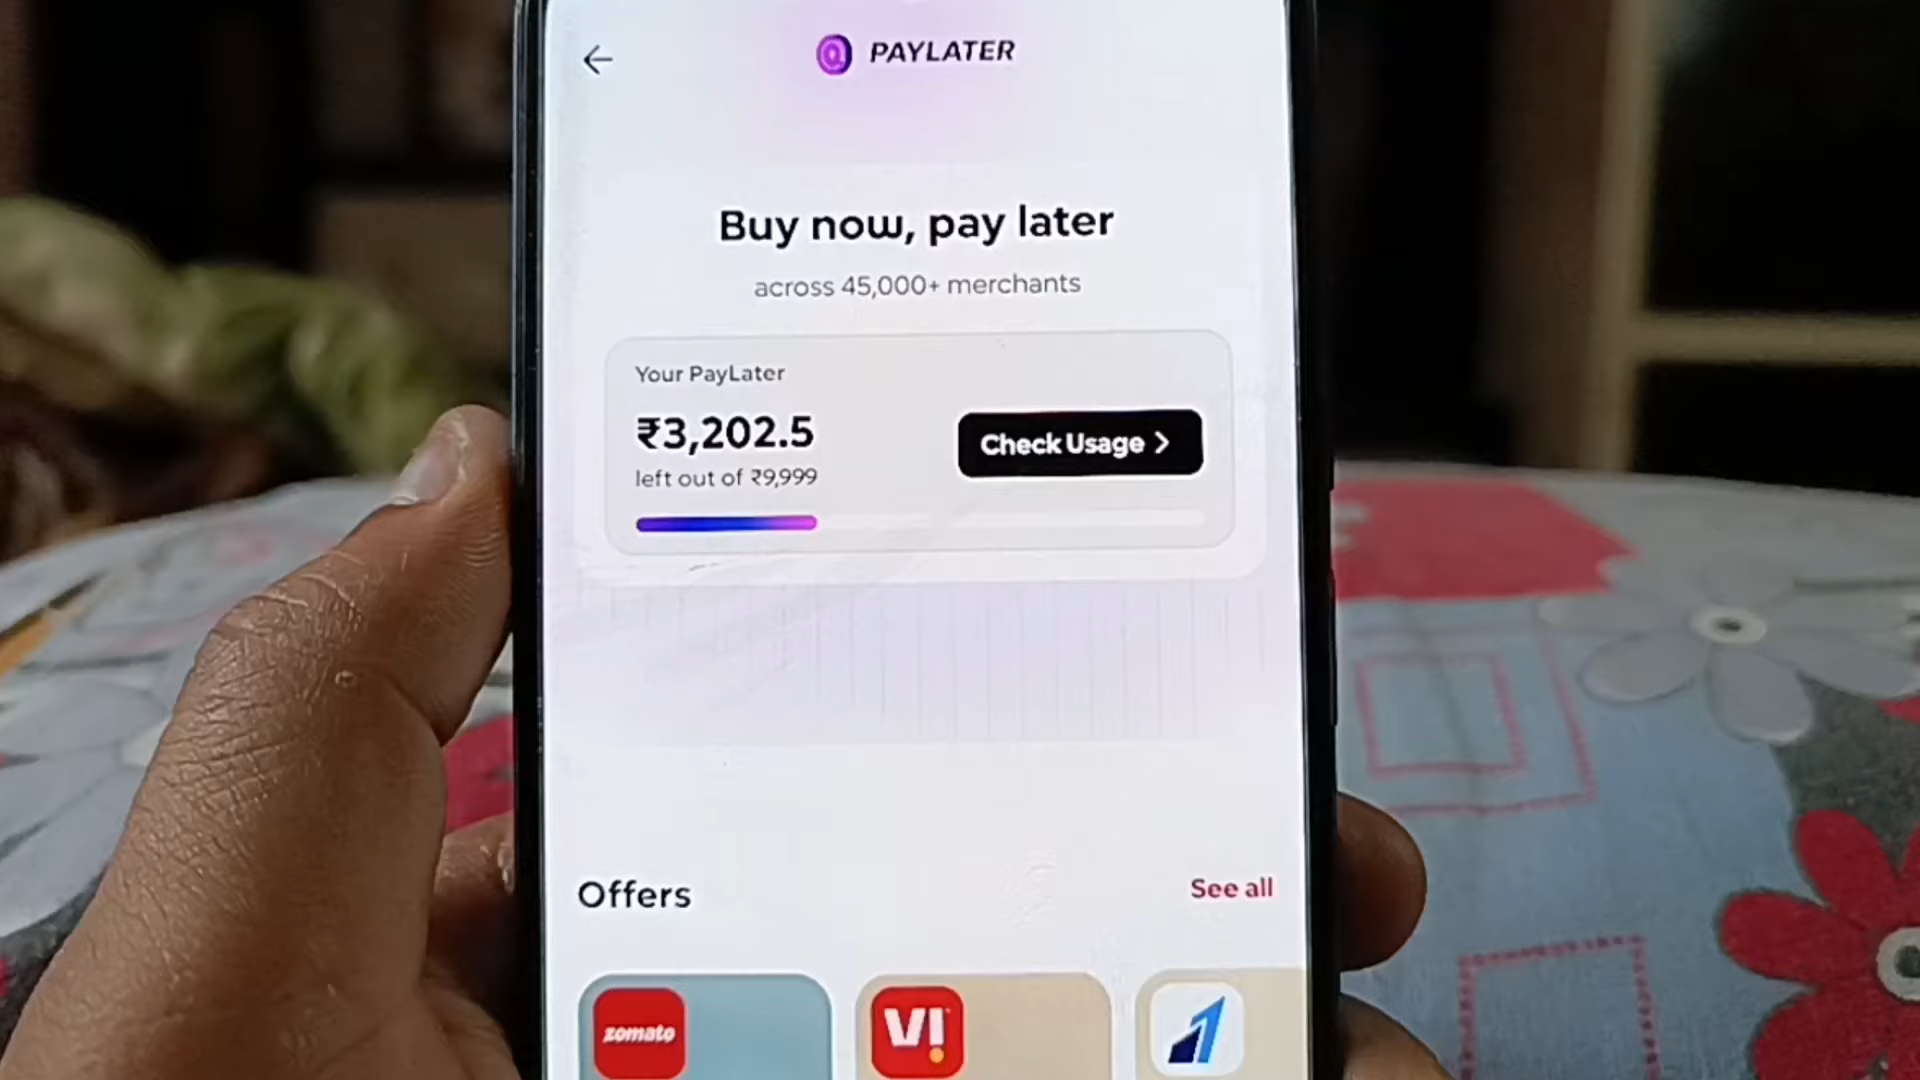 PAYLATER
Buy now, pay later
across 45,000+ merchants
Your PayLater
₹3,202.5
left out of ₹9,999
Check Usage >
Offers
See all
zomato
VI